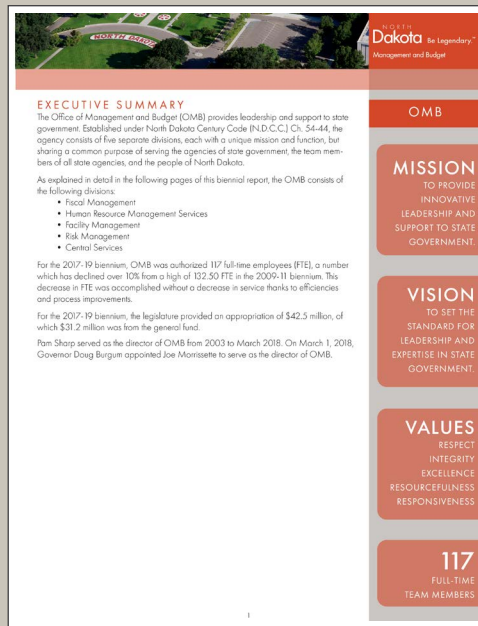 NORTH DAKOTA
NORTH
Dakota Be Legendary.™
Management and Budget
EXECUTIVE SUMMARY
The Office of Management and Budget (OMB) provides leadership and support to state
government. Established under North Dakota Century Code (N.D.C.C.) Ch. 54-44, the
agency consists of five separate divisions, each with a unique mission and function, but
sharing a common purpose of serving the agencies of state government, the team mem-
bers of all state agencies, and the people of North Dakota.
As explained in detail in the following pages of this biennial report, the OMB consists of
the following divisions:
• Fiscal Management
• Human Resource Management Services
• Facility Management
• Risk Management
• Central Services
For the 2017-19 biennium, OMB was authorized 117 full-time employees (FTE), a number
which has declined over 10% from a high of 132.50 FTE in the 2009-11 biennium. This
decrease in FTE was accomplished without a decrease in service thanks to efficiencies
and process improvements.
For the 2017-19 biennium, the legislature provided an appropriation of $42.5 million, of
which $31.2 million was from the general fund.
Pam Sharp served as the director of OMB from 2003 to March 2018. On March 1, 2018,
Governor Doug Burgum appointed Joe Morrissette to serve as the director of OMB.
OMB
MISSION
TO PROVIDE
INNOVATIVE
LEADERSHIP AND
SUPPORT TO STATE
GOVERNMENT.
VISION
TO SET THE
STANDARD FOR
LEADERSHIP AND
EXPERTISE IN STATE
GOVERNMENT.
VALUES
RESPECT
INTEGRITY
EXCELLENCE
RESOURCEFULNESS
RESPONSIVENESS
117
FULL-TIME
TEAM MEMBERS
1